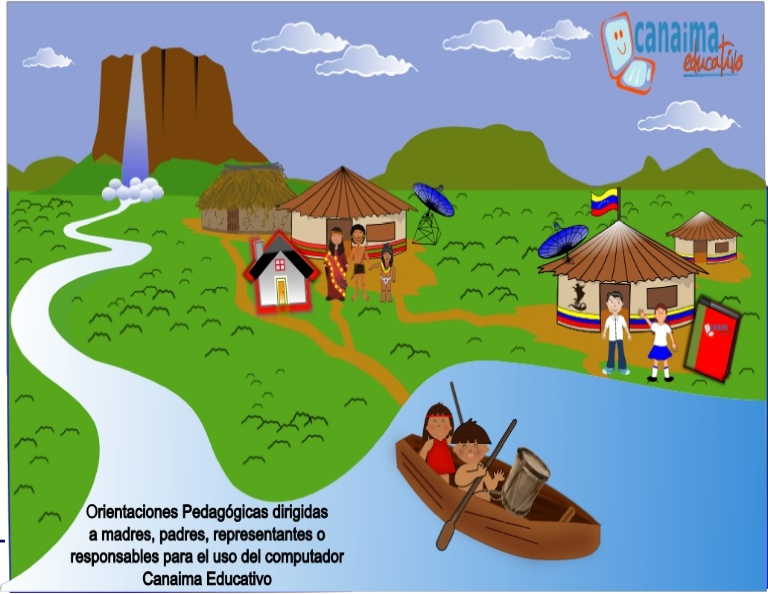 canaima
educativo
Orientaciones Pedagógicas dirigidas
a madres, padres, representantes o
responsables para el uso del computador
Canaima Educativo